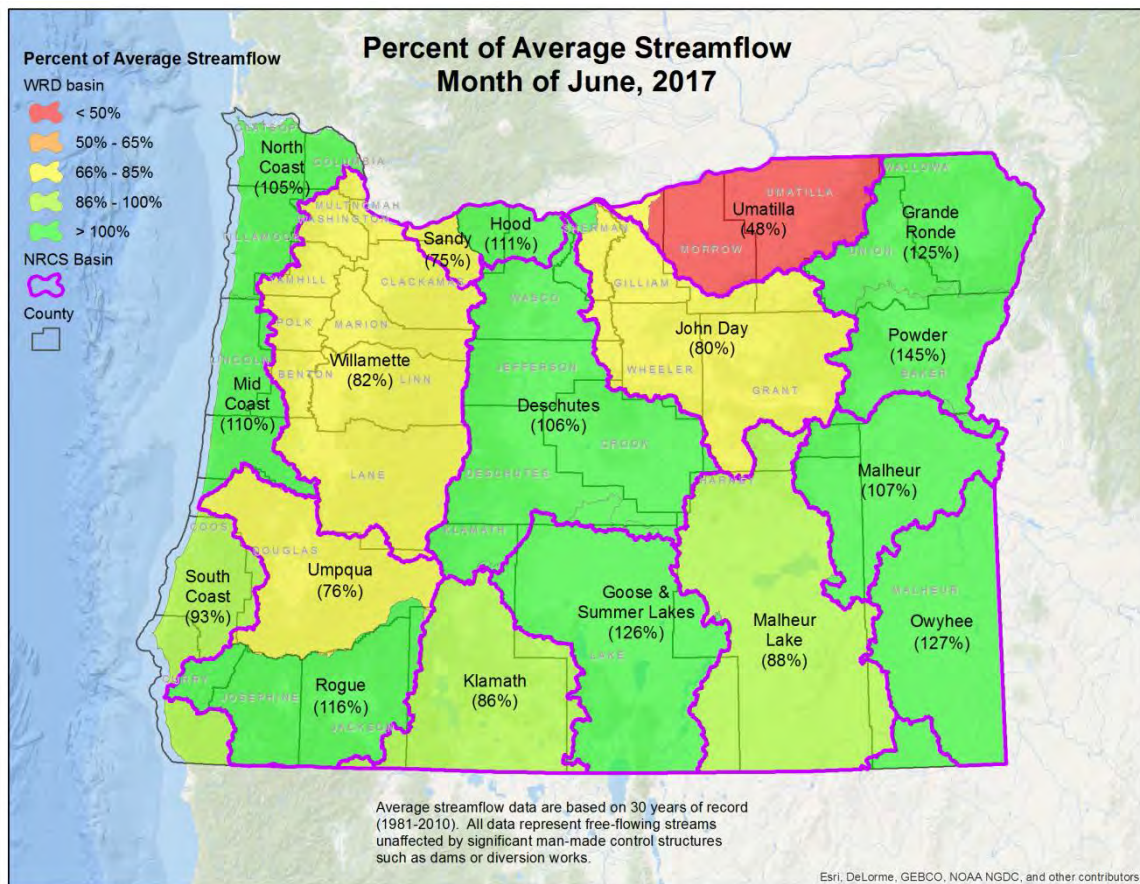 Percent of Average Streamflow
Month of June, 2017
Percent of Average Streamflow
WRD basin
< 50%
50% - 65%
66% - 85%
86% - 100%
> 100%
NRCS Basin
County
CLATSOP
COLUMBIA
North
Coast
(105%)
MULTNOMAH
WASHINGTON
TILLAMOOK
Sandy
(75%)
Hood
(111%)
SHERMAN
UMATILLA
Umatilla
(48%)
MORROW
WALLOWA
Grande
Ronde
(125%)
UNION
YAMHILL
CLACKAMAS
WASCO
GILLIAM
POLK
MARION
John Day
(80%)
Powder
(145%)
BAKER
LINCOLN
Willamette
(82%)
BENTON
LINN
JEFFERSON
WHEELER
GRANT
Mid
Coast
(110%)
Deschutes
(106%)
CROOK
LANE
DESCHUTES
HARNEY
Malheur
(107%)
COOS
DOUGLAS
KLAMATH
Umpqua
(76%)
South
Coast
(93%)
Goose &
Summer Lakes
(126%)
LAKE
Malheur
Lake
(88%)
MALHEUR
Owyhee
(127%)
CURRY
JOSEPHINE
Rogue
(116%)
JACKSON
Klamath
(86%)
Average streamflow data are based on 30 years of record
(1981-2010). All data represent free-flowing streams
unaffected by significant man-made control structures
such as dams or diversion works.
Esri, DeLorme, GEBCO, NOAA NGDC, and other contributors